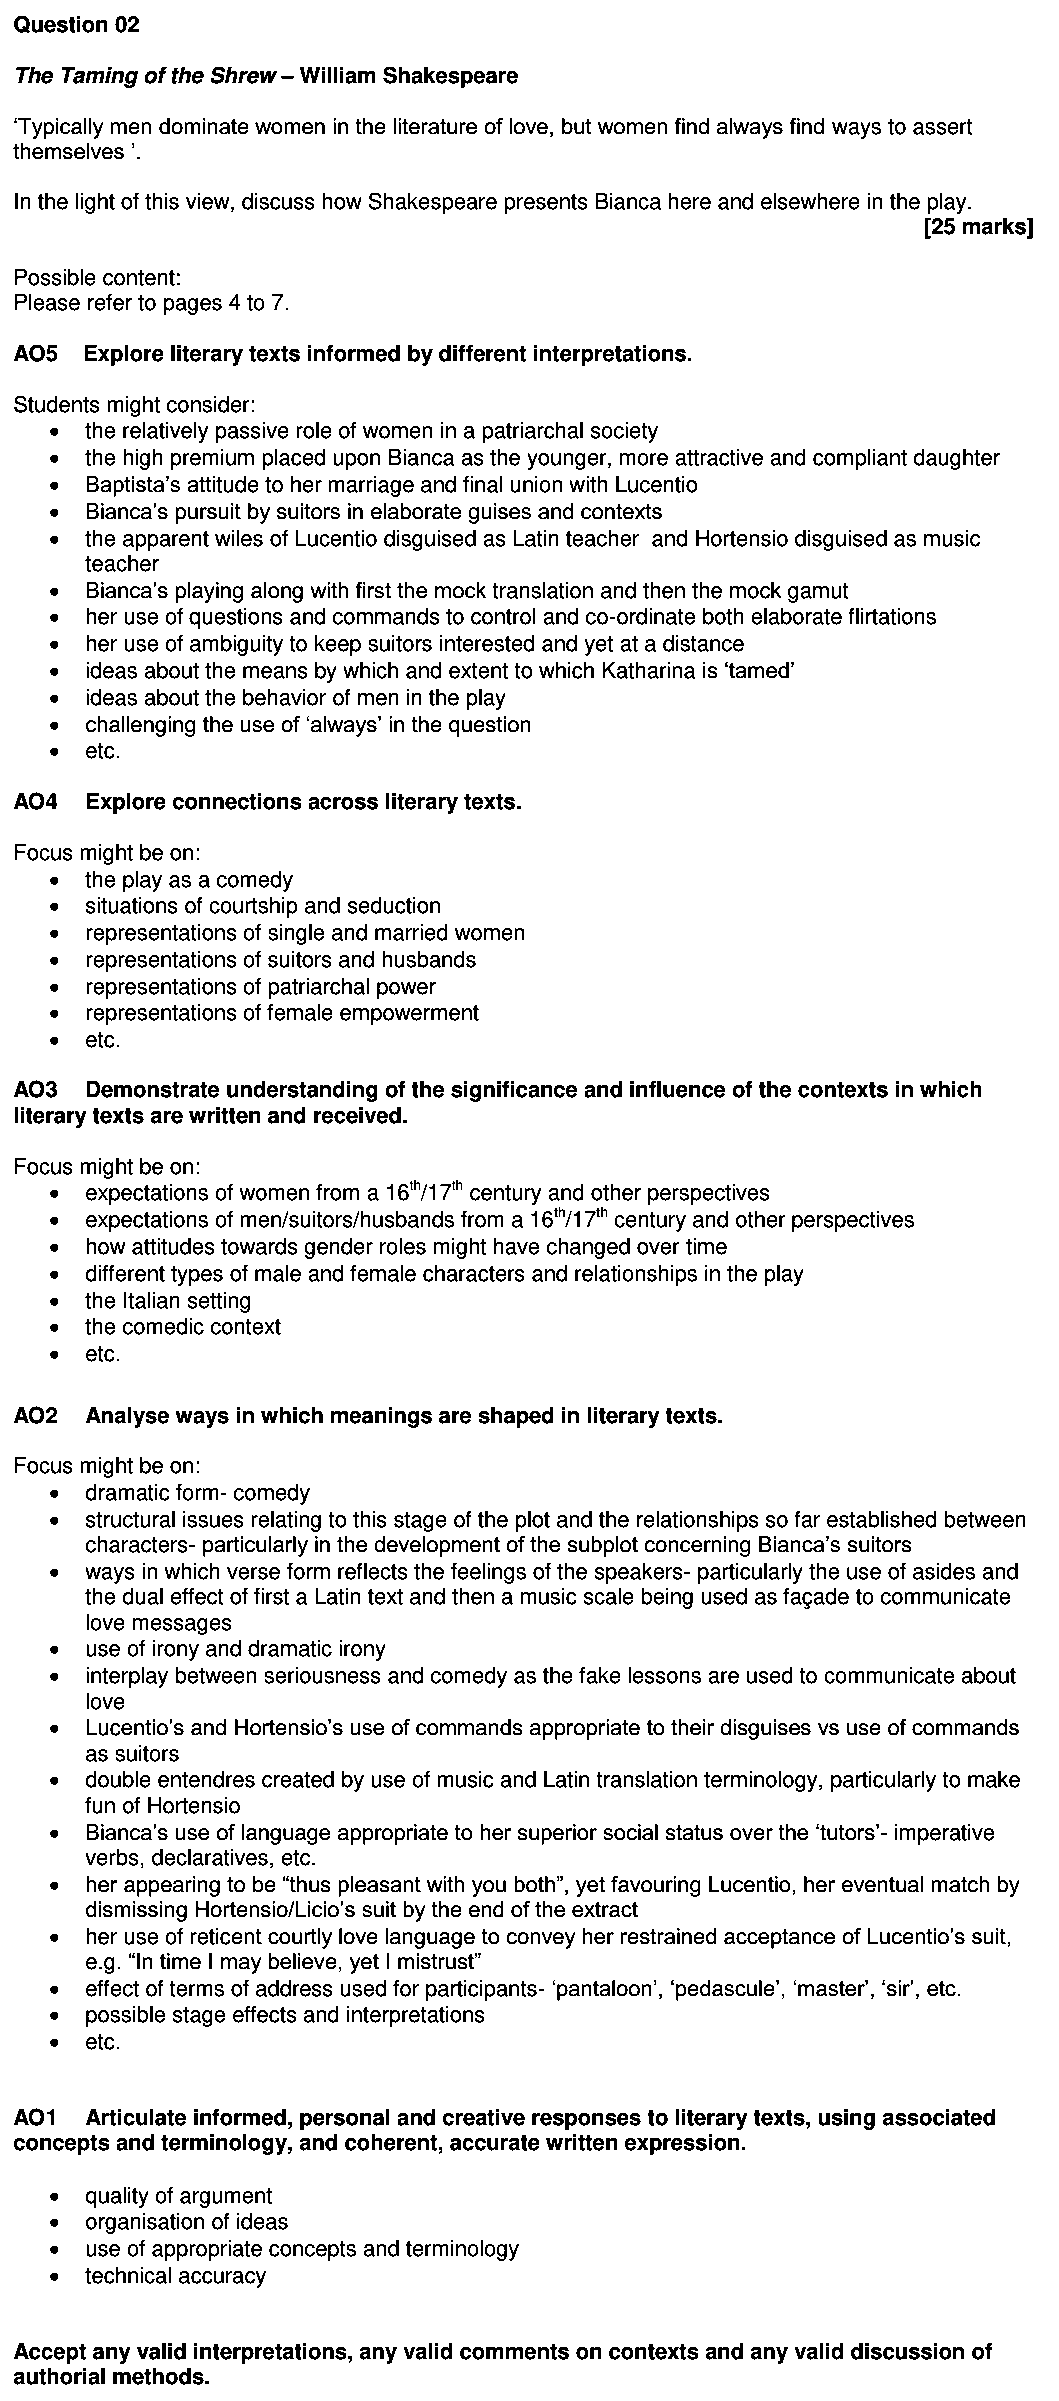 Question 02
The Taming of the Shrew – William Shakespeare
‘Typically men dominate women in the literature of love, but women find always find ways to assert
themselves ’.
In the light of this view, discuss how Shakespeare presents Bianca here and elsewhere in the play.
[25 marks]
Possible content:
Please refer to pages 4 to 7.
AO5 Explore literary texts informed by different interpretations.
Students might consider:
• the relatively passive role of women in a patriarchal society
• the high premium placed upon Bianca as the younger, more attractive and compliant daughter
• Baptista’s attitude to her marriage and final union with Lucentio
• Bianca’s pursuit by suitors in elaborate guises and contexts
• the apparent wiles of Lucentio disguised as Latin teacher and Hortensio disguised as music
teacher
• Bianca’s playing along with first the mock translation and then the mock gamut
• her use of questions and commands to control and co-ordinate both elaborate flirtations
• her use of ambiguity to keep suitors interested and yet at a distance
• ideas about the means by which and extent to which Katharina is ‘tamed’
• ideas about the behavior of men in the play
• challenging the use of ‘always’ in the question
• etc.
AO4 Explore connections across literary texts.
Focus might be on:
• the play as a comedy
• situations of courtship and seduction
• representations of single and married women
• representations of suitors and husbands
• representations of patriarchal power
• representations of female empowerment
• etc.
AO3 Demonstrate understanding of the significance and influence of the contexts in which
literary texts are written and received.
Focus might be on:
• expectations of women from a 16th/17th century and other perspectives
• expectations of men/suitors/husbands from a 16th/17th century and other perspectives
• how attitudes towards gender roles might have changed over time
• different types of male and female characters and relationships in the play
• the Italian setting
• the comedic context
• etc.
AO2 Analyse ways in which meanings are shaped in literary texts.
Focus might be on:
• dramatic form- comedy
• structural issues relating to this stage of the plot and the relationships so far established between
characters- particularly in the development of the subplot concerning Bianca’s suitors
• ways in which verse form reflects the feelings of the speakers- particularly the use of asides and
the dual effect of first a Latin text and then a music scale being used as façade to communicate
love messages
• use of irony and dramatic irony
• interplay between seriousness and comedy as the fake lessons are used to communicate about
love
• Lucentio’s and Hortensio’s use of commands appropriate to their disguises vs use of commands
as suitors
• double entendres created by use of music and Latin translation terminology, particularly to make
fun of Hortensio
• Bianca’s use of language appropriate to her superior social status over the ‘tutors’- imperative
verbs, declaratives, etc.
• her appearing to be “thus pleasant with you both”, yet favouring Lucentio, her eventual match by
dismissing Hortensio/Licio’s suit by the end of the extract
• her use of reticent courtly love language to convey her restrained acceptance of Lucentio’s suit,
e.g. “In time I may believe, yet I mistrust”
• effect of terms of address used for participants- ‘pantaloon’, ‘pedascule’, ‘master’, ‘sir’, etc.
• possible stage effects and interpretations
• etc.
AO1 Articulate informed, personal and creative responses to literary texts, using associated
concepts and terminology, and coherent, accurate written expression.
• quality of argument
• organisation of ideas
• use of appropriate concepts and terminology
• technical accuracy
Accept any valid interpretations, any valid comments on contexts and any valid discussion of
authorial methods.